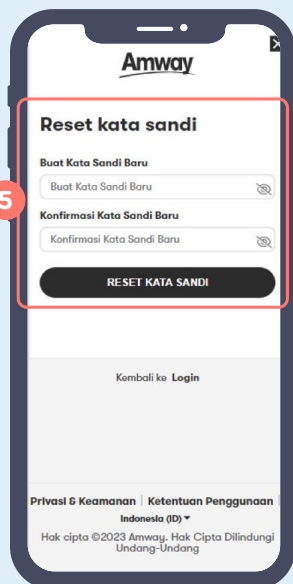 Amway
Reset kata sandi
Buat Kata Sandi Baru
Buat Kata Sandi Baru
5
Konfirmasi Kata Sandi Baru
Konfirmasi Kata Sandi Baru
RESET KATA SANDI
Kembali ke Login
Privasi & Keamanan | Ketentuan Penggunaan |
Indonesia (ID)
Hak cipta ©2023 Amway. Hak Cipta Dilindungi
Undang-Undang